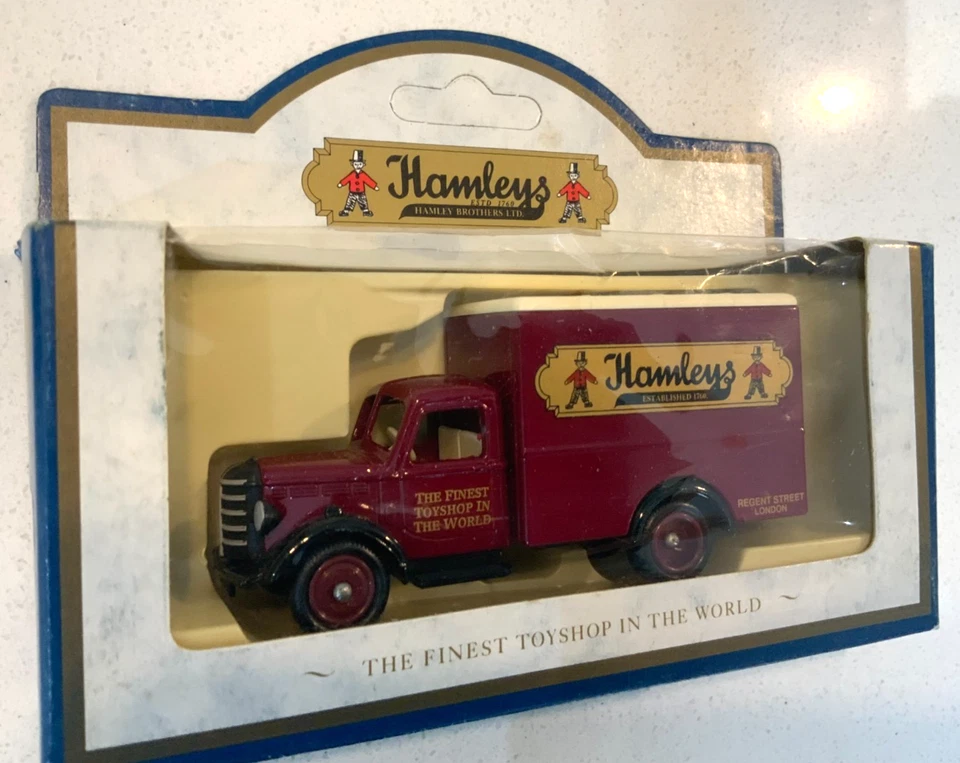 Hamleys
ESTD 1760
HAMLEY BROTHERS LTD.
Hamleys
ESTABLISHED 1760
THE FINEST
TOYSHOP IN
THE WORLD
REGENT STREET
LONDON
~ THE FINEST TOYSHOP IN THE WORLD ~